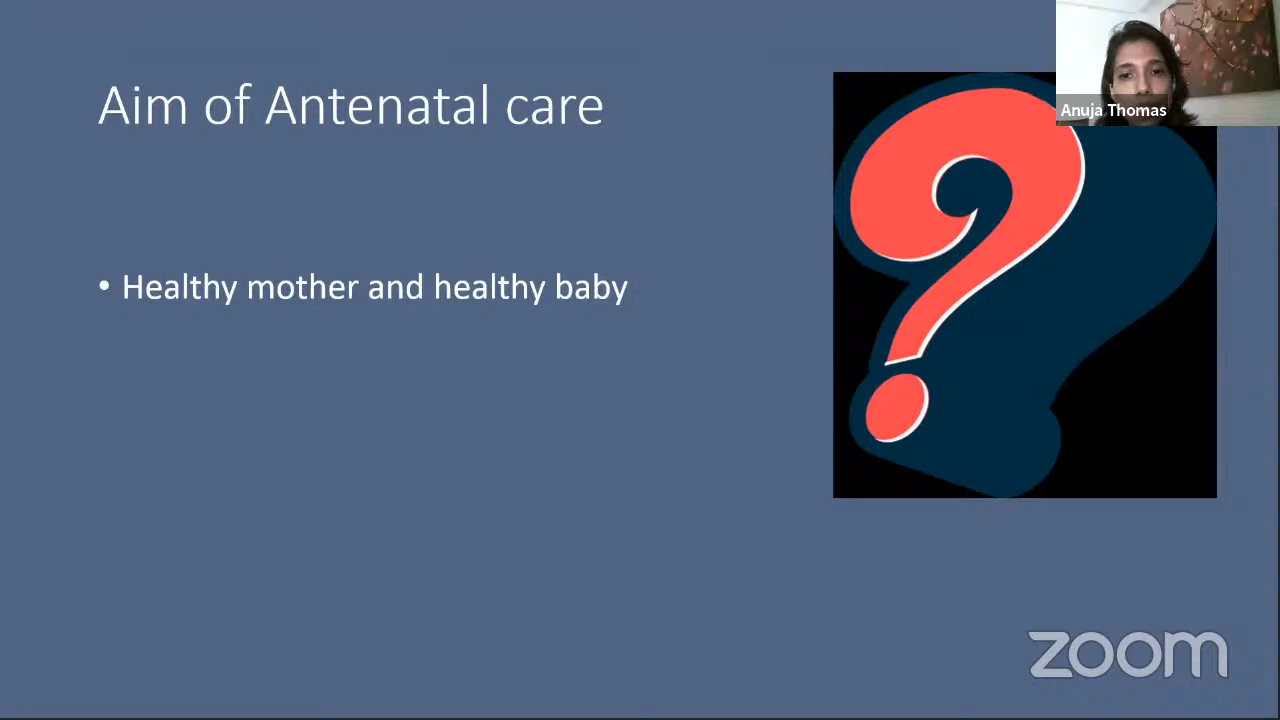 Aim of Antenatal care
Anuja Thomas
• Healthy mother and healthy baby
zoom